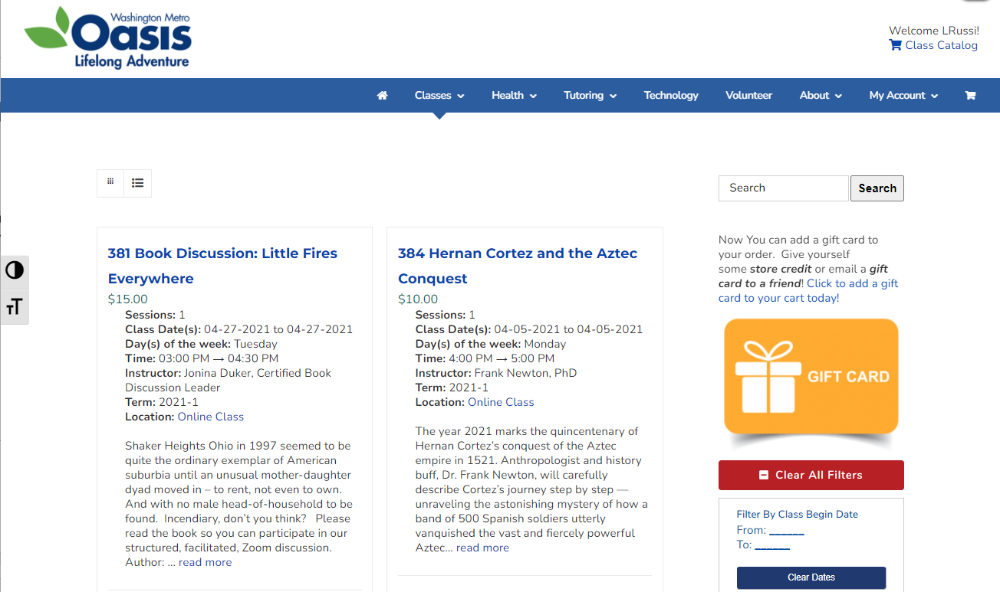 Washington Metro
Oasis
Lifelong Adventure
Welcome LRussi!
Class Catalog
Classes
Health
Tutoring
Technology
Volunteer
About
My Account
Search
Search
381 Book Discussion: Little Fires
Everywhere
$15.00
Sessions: 1
Class Date(s): 04-27-2021 to 04-27-2021
Day(s) of the week: Tuesday
Time: 03:00 PM → 04:30 PM
Instructor: Jonina Duker, Certified Book
Discussion Leader
Term: 2021-1
Location: Online Class
Shaker Heights Ohio in 1997 seemed to be
quite the ordinary exemplar of American
suburbia until an unusual mother-daughter
dyad moved in – to rent, not even to own.
And with no male head-of-household to be
found.  Incendiary, don’t you think?   Please
read the book so you can participate in our
structured, facilitated, Zoom discussion.
Author: ... read more
384 Hernan Cortez and the Aztec
Conquest
$10.00
Sessions: 1
Class Date(s): 04-05-2021 to 04-05-2021
Day(s) of the week: Monday
Time: 4:00 PM → 5:00 PM
Instructor: Frank Newton, PhD
Term: 2021-1
Location: Online Class
The year 2021 marks the quincentenary of
Hernan Cortez’s conquest of the Aztec
empire in 1521. Anthropologist and history
buff, Dr. Frank Newton, will carefully
describe Cortez’s journey step by step —
unraveling the astonishing mystery of how a
band of 500 Spanish soldiers utterly
vanquished the vast and fiercely powerful
Aztec... read more
Now You can add a gift card to
your order.  Give yourself
some store credit or email a gift
card to a friend! Click to add a gift
card to your cart today!
GIFT CARD
Clear All Filters
Filter By Class Begin Date
From: ______
To: ______
Clear Dates
TT